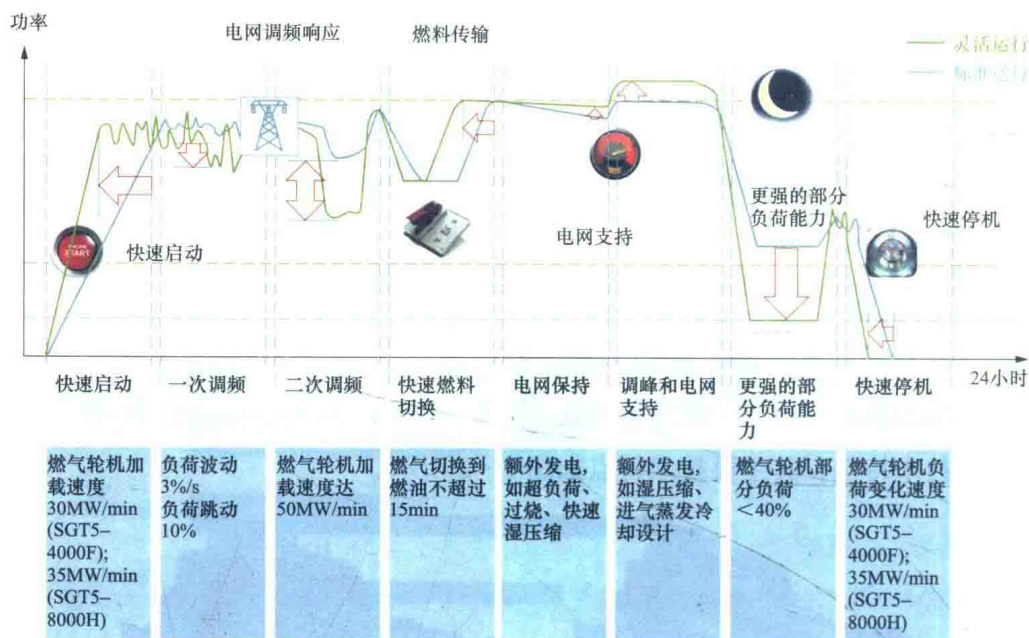 功率
电网调频响应
燃料传输
灵活运行
标准运行
START
快速启动
电网支持
更强的部分
负荷能力
快速停机
24小时
快速启动
一次调频
二次调频
快速燃料
切换
电网保持
调峰和电网
支持
更强的部
分负荷能
力
快速停机
燃气轮机加
载速度
30MW/min
(SGT5–
4000F);
35MW/min
(SGT5–
8000H)
负荷波动
3%/s
负荷跳动
10%
燃气轮机加
载速度达
50MW/min
燃气切换到
燃油不超过
15min
额外发电,
如超负荷、
过烧、快速
湿压缩
额外发电,
如湿压缩、
进气蒸发冷
却设计
燃气轮机部
分负荷
<40%
燃气轮机负
荷变化速度
30MW/min
(SGT5–
4000F);
35MW/min
(SGT5–
8000H)